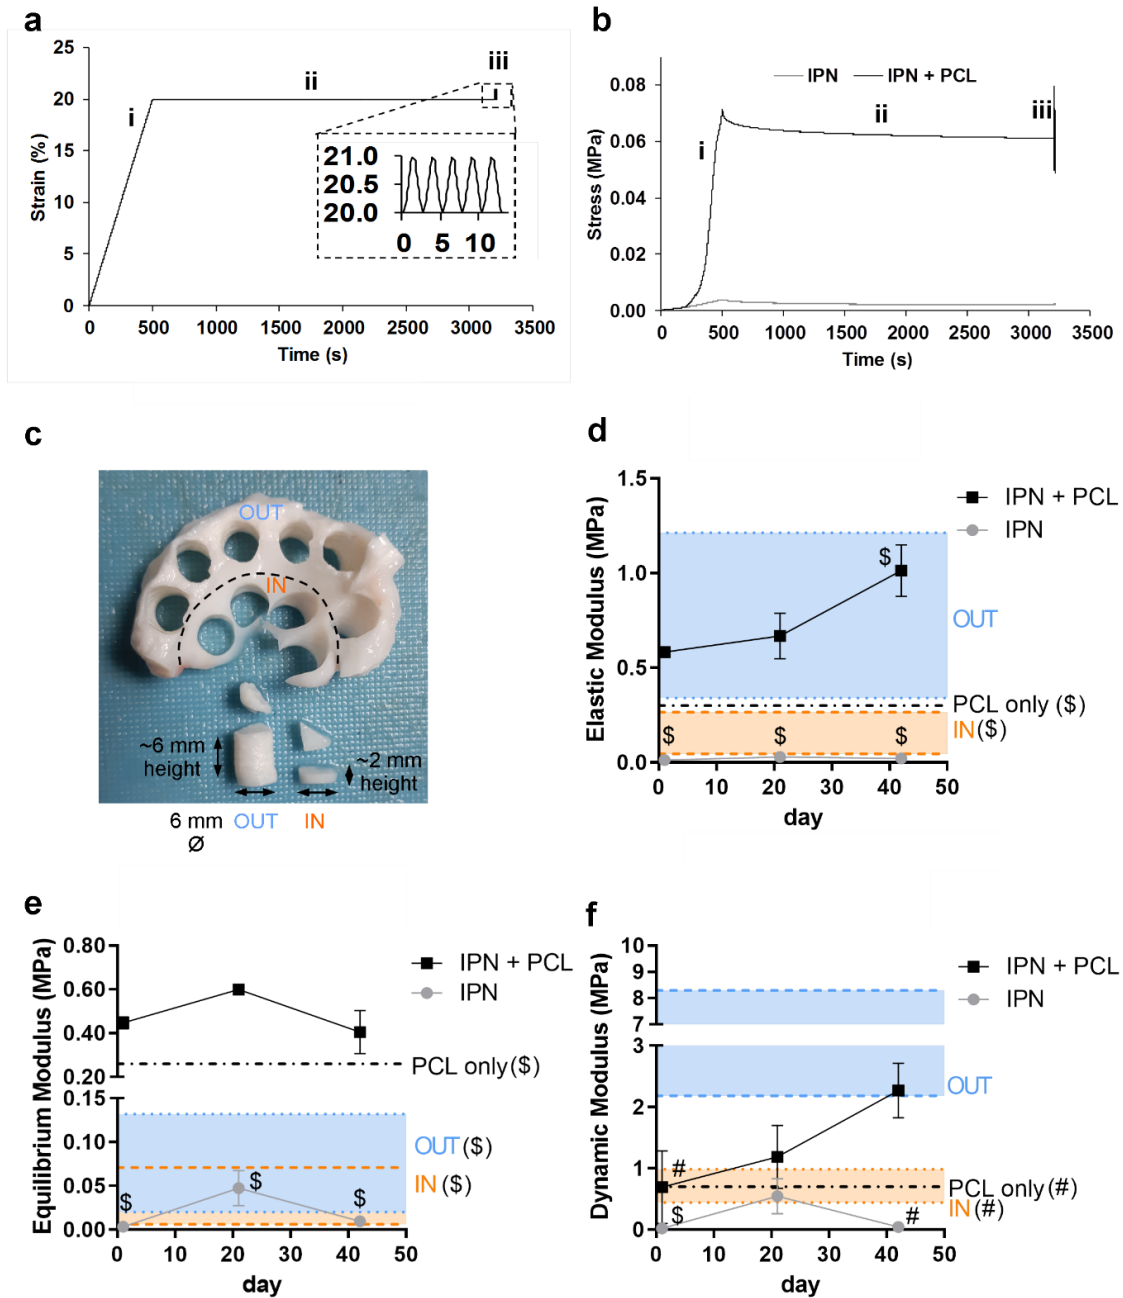 a
25
20
15
10
5
0
Strain (%)
i
ii
iii
21.0
20.5
20.0
0 5 10
0 500 1000 1500 2000 2500 3000 3500
Time (s)
b
IPN IPN + PCL
0.08
0.06
0.04
0.02
0.00
Stress (MPa)
i
ii
iii
0 500 1000 1500 2000 2500 3000 3500
Time (s)
c
OUT
IN
~6 mm
height
~2 mm
height
6 mm OUT IN
Ø
d
1.5
1.0
0.5
0.0
Elastic Modulus (MPa)
IPN + PCL
IPN
$
OUT
PCL only ($)
IN($)
$ $ $
0 10 20 30 40 50
day
e
0.80
0.60
0.40
0.20
0.15
0.10
0.05
0.00
Equilibrium Modulus (MPa)
IPN + PCL
IPN
PCL only($)
OUT($)
IN($)
$ $ $
0 10 20 30 40 50
day
f
10
9
8
7
3
2
1
0
Dynamic Modulus (MPa)
IPN + PCL
IPN
OUT
#
PCL only(#)
IN(#)
$ #
0 10 20 30 40 50
day